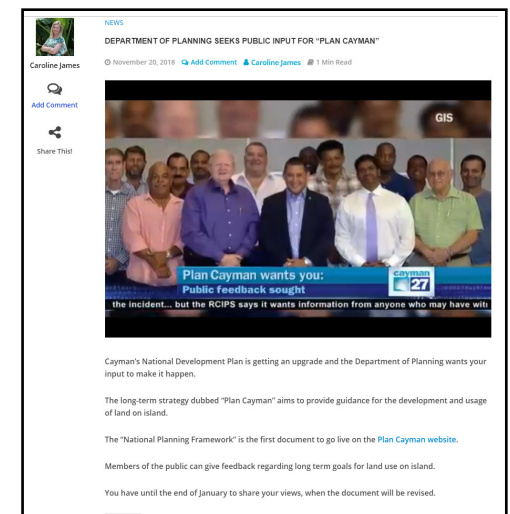 NEWS
DEPARTMENT OF PLANNING SEEKS PUBLIC INPUT FOR "PLAN CAYMAN"
November 20, 2018 Add Comment Caroline James 1 Min Read
Caroline James
Add Comment
Share This!
GIS
Plan Cayman wants you:
Public feedback sought
cayman
27
the incident... but the RCIPS says it wants information from anyone who may have with
Cayman's National Development Plan is getting an upgrade and the Department of Planning wants your
input to make it happen.
The long-term strategy dubbed "Plan Cayman" aims to provide guidance for the development and usage
of land on island.
The "National Planning Framework" is the first document to go live on the Plan Cayman website.
Members of the public can give feedback regarding long term goals for land use on island.
You have until the end of January to share your views, when the document will be revised.